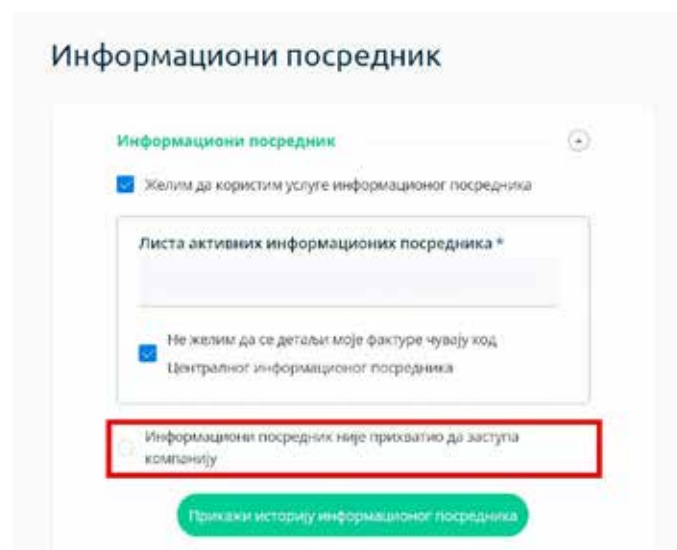 Информациони посредник
Информациони посредник
Желим да користим услуге информационог посредника
Листа активних информационих посредника *
Не желим да се детаљи моје фактуре чувају код
Централног информационог посредника
Информациони посредник није прихватио да заступа
компанију
Прикажи историју информационог посредника